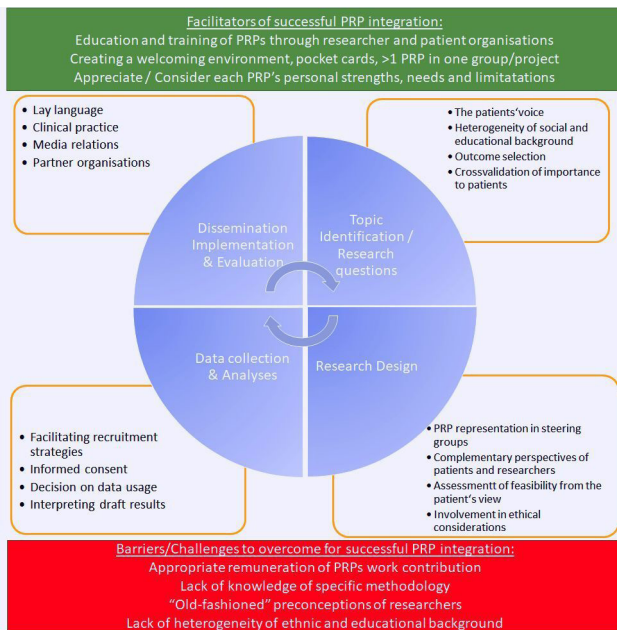 Facilitators of successful PRP integration:
Education and training of PRPs through researcher and patient organisations
Creating a welcoming environment, pocket cards, >1 PRP in one group/project
Appreciate / Consider each PRP's personal strengths, needs and limitatations
• Lay language
• Clinical practice
• Media relations
• Partner organisations
• The patients'voice
• Heterogeneity of social and
educational background
• Outcome selection
• Crossvalidation of importance
to patients
Dissemination
Implementation
& Evaluation
Topic
Identification /
Research
questions
Data collection
& Analyses
Research Design
• Facilitating recruitment
strategies
• Informed consent
• Decision on data usage
• Interpreting draft results
• PRP representation in steering
groups
• Complementary perspectives of
patients and researchers
• Assessmentt of feasibility from the
patient's view
• Involvement in ethical
considerations
Barriers/Challenges to overcome for successful PRP integration:
Appropriate remuneration of PRPs work contribution
Lack of knowledge of specific methodology
"Old-fashioned" preconceptions of researchers
Lack of heterogeneity of ethnic and educational background